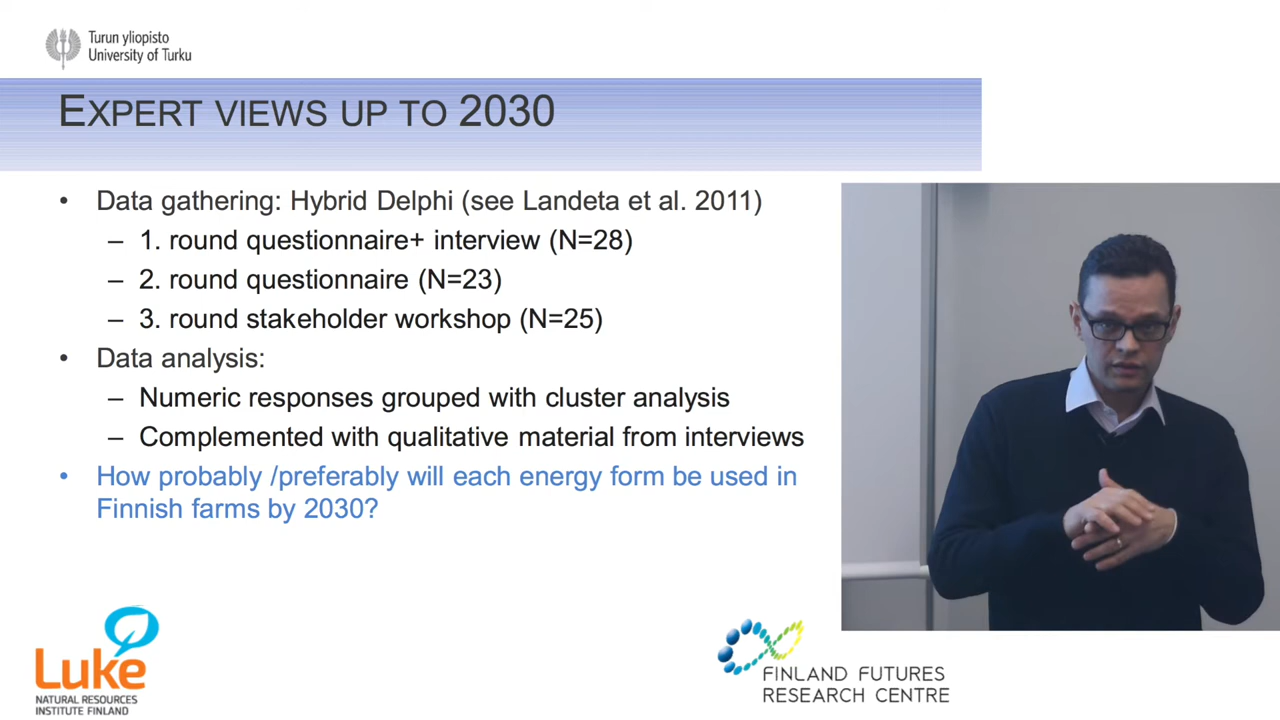 Turun yliopisto
University of Turku
EXPERT VIEWS UP TO 2030
• Data gathering: Hybrid Delphi (see Landeta et al. 2011)
– 1. round questionnaire+ interview (N=28)
– 2. round questionnaire (N=23)
– 3. round stakeholder workshop (N=25)
• Data analysis:
– Numeric responses grouped with cluster analysis
– Complemented with qualitative material from interviews
• How probably /preferably will each energy form be used in
Finnish farms by 2030?
Luke
NATURAL RESOURCES
INSTITUTE FINLAND
FINLAND FUTURES
RESEARCH CENTRE